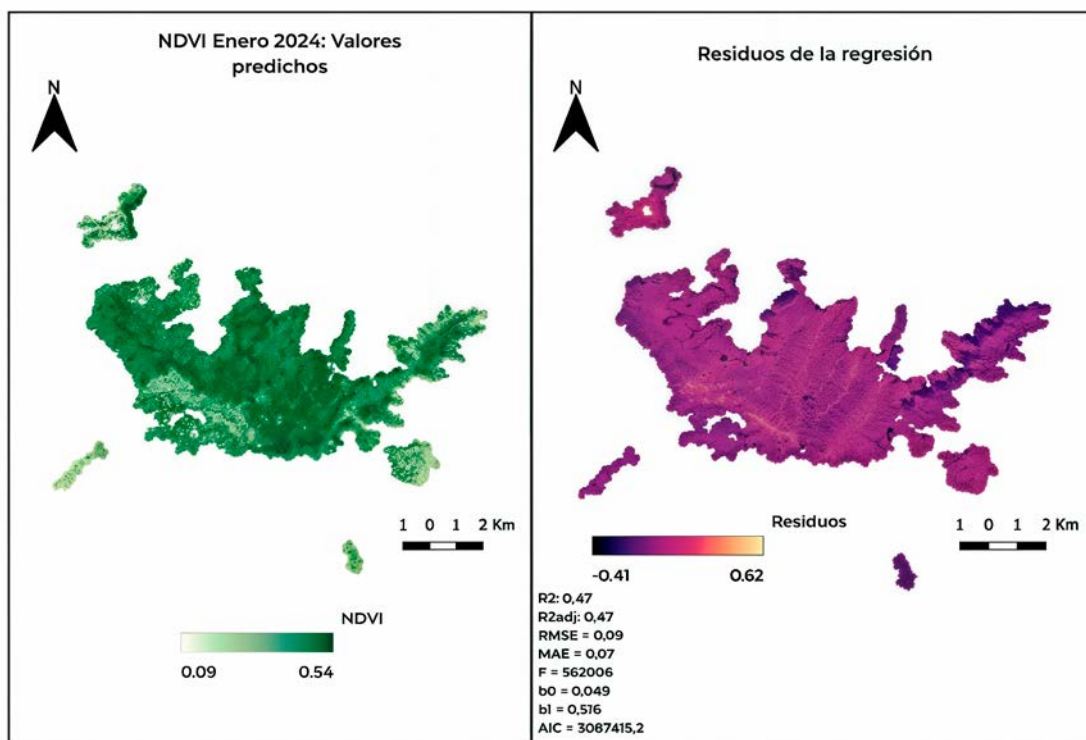 NDVI Enero 2024: Valores
predichos
N
1 0 1 2 Km
NDVI
0.09 0.54
Residuos de la regresión
N
1 0 1 2 Km
Residuos
-0.41 0.62
R2: 0,47
R2adj: 0,47
RMSE = 0,09
MAE = 0,07
F = 562006
b0 = 0,049
b1 = 0,516
AIC = 3087415,2